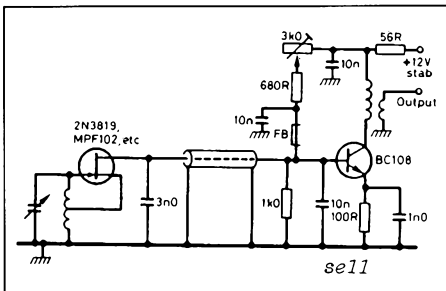 3k0
56R
+12V
stab
10n
680R
Output
10n
2N3819,
MPF102, etc
FB
BC108
3n0
1k0
10n
100R
1n0
sell